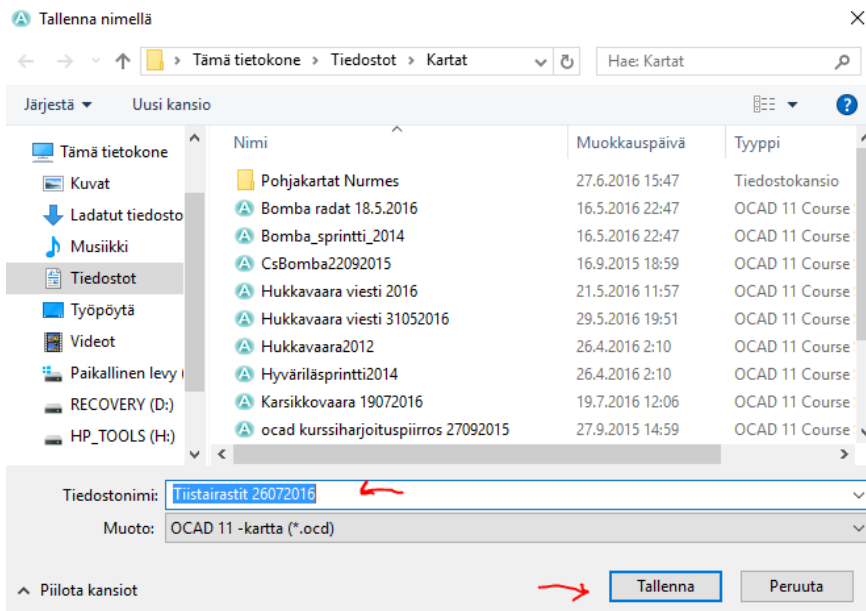 Tallenna nimellä
Tämä tietokone > Tiedostot > Kartat
Hae: Kartat
Järjestä
Uusi kansio
Tämä tietokone
Kuvat
Ladatut tiedosto
Musiikki
Tiedostot
Työpöytä
Videot
Paikallinen levy (
RECOVERY (D:)
HP_TOOLS (H:)
Nimi Muokkauspäivä Tyyppi
Pohjakartat Nurmes 27.6.2016 15:47 Tiedostokansio
Bomba radat 18.5.2016 16.5.2016 22:47 OCAD 11 Course
Bomba_sprintti_2014 16.5.2016 22:47 OCAD 11 Course
CsBomba22092015 16.9.2015 18:59 OCAD 11 Course
Hukkavaara viesti 2016 21.5.2016 11:57 OCAD 11 Course
Hukkavaara viesti 31052016 29.5.2016 19:51 OCAD 11 Course
Hukkavaara2012 26.4.2016 2:10 OCAD 11 Course
Hyväriläsprintti2014 26.4.2016 2:10 OCAD 11 Course
Karsikkovaara 19072016 19.7.2016 12:06 OCAD 11 Course
ocad kurssiharjoituspiirros 27092015 27.9.2015 14:59 OCAD 11 Course
Tiedostonimi: Tiistairastit 26072016
Muoto: OCAD 11 -kartta (*.ocd)
Piilota kansiot
Tallenna
Peruuta